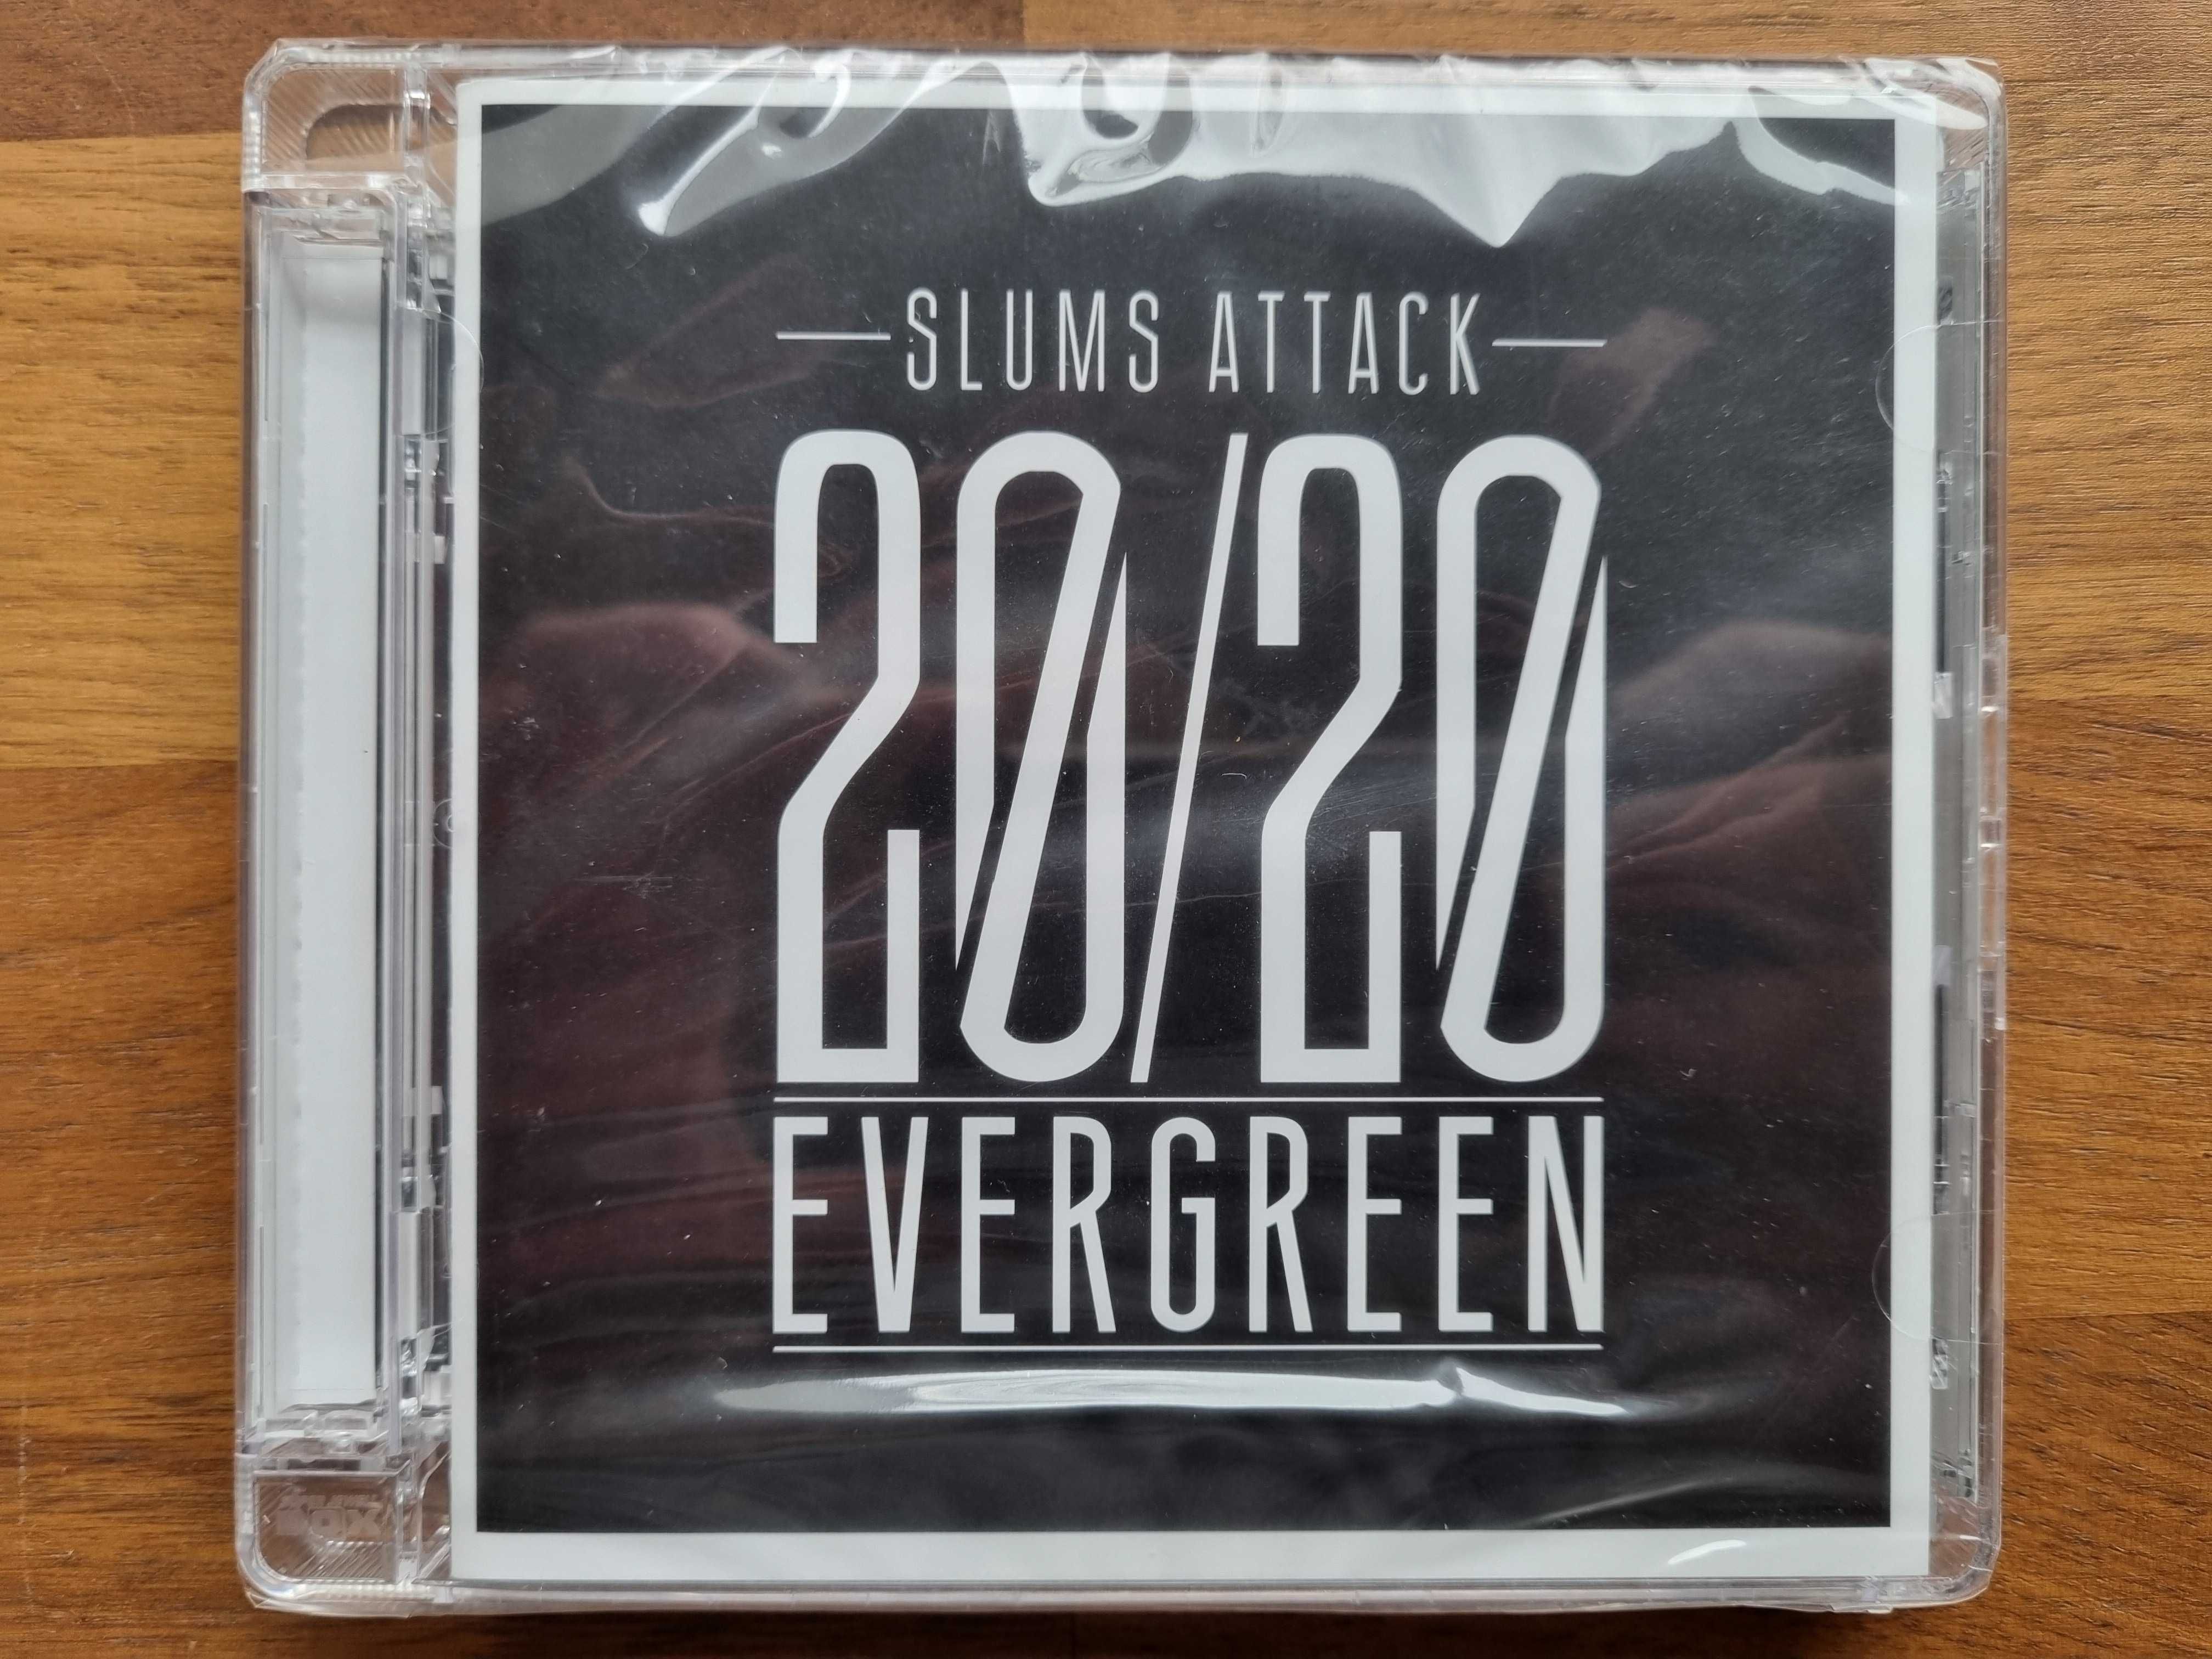 SLUMS ATTACK
20/20
EVERGREEN